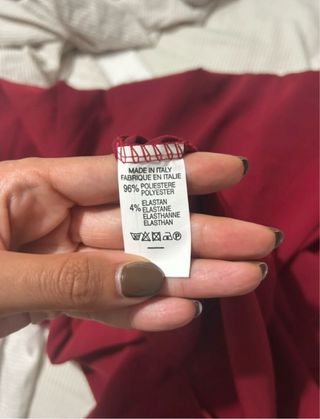 MADE IN ITALY
FABRIQUE EN ITALIE
96% POLIESTERE
POLYESTER
ELASTAN
4% ELASTANE
ELASTHANNE
ELASTHAN